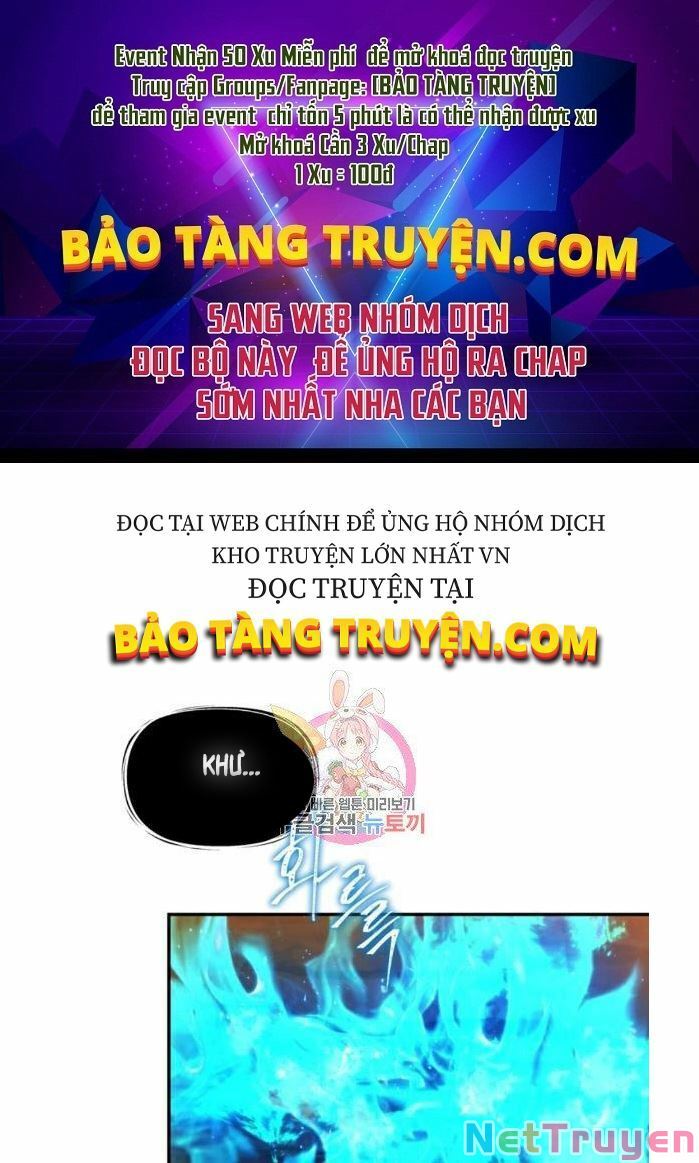 Event Nhận 50 Xu Miễn phí để mở khoá đọc truyện
Truy cập Groups/Fanpage: [BẢO TÀNG TRUYỆN]
để tham gia event chỉ tốn 5 phút là có thể nhận được xu
Mở khoá Cần 3 Xu/Chap
1 Xu = 100đ
BẢO TÀNG TRUYỆN.COM
SANG WEB NHÓM DỊCH
ĐỌC BỘ NÀY ĐỂ ỦNG HỘ RA CHAP
SỚM NHẤT NHA CÁC BẠN
ĐỌC TẠI WEB CHÍNH ĐỂ ỦNG HỘ NHÓM DỊCH
KHO TRUYỆN LỚN NHẤT VN
ĐỌC TRUYỆN TẠI
BẢO TÀNG TRUYỆN.COM
KHƯ...
빠른 웹툰 미리보기
구글검색 뉴토끼
화르륵
NetTruyen